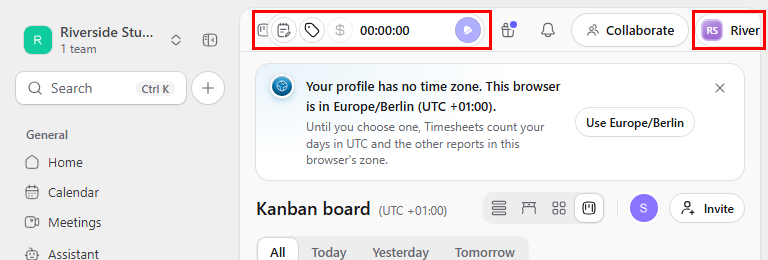 R
Riverside Stu...
1 team
Search
Ctrl K
General
Home
Calendar
Meetings
Assistant
$
00:00:00
Collaborate
RS
River
Your profile has no time zone. This browser
is in Europe/Berlin (UTC +01:00).
Until you choose one, Timesheets count your
days in UTC and the other reports in this
browser's zone.
Use Europe/Berlin
Kanban board (UTC +01:00)
S
Invite
All
Today
Yesterday
Tomorrow